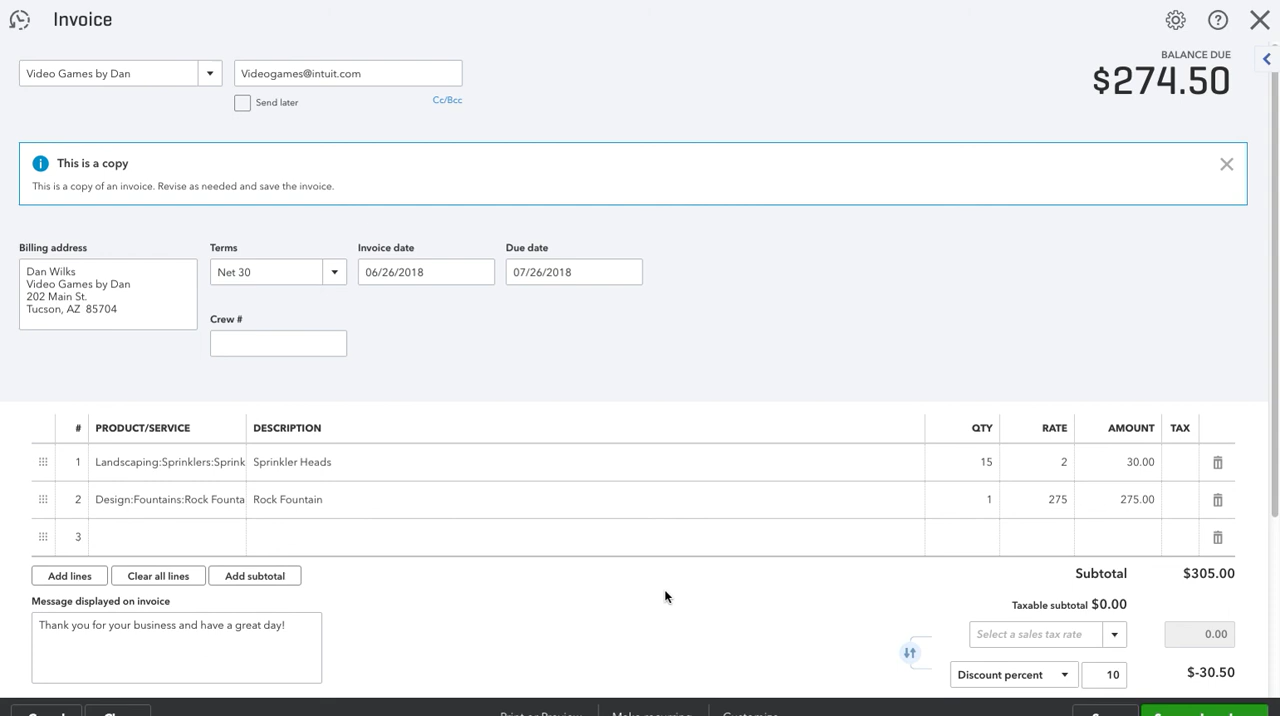 Invoice
BALANCE DUE
$274.50
Video Games by Dan
Videogames@intuit.com
Send later
Cc/Bcc
This is a copy
This is a copy of an invoice. Revise as needed and save the invoice.
Billing address
Terms
Invoice date
Due date
Dan Wilks
Video Games by Dan
202 Main St.
Tucson, AZ 85704
Net 30
06/26/2018
07/26/2018
Crew #
# PRODUCT/SERVICE DESCRIPTION QTY RATE AMOUNT TAX
1 Landscaping:Sprinklers:Sprink Sprinkler Heads 15 2 30.00
2 Design:Fountains:Rock Founta Rock Fountain 1 275 275.00
3
Add lines
Clear all lines
Add subtotal
Subtotal $305.00
Message displayed on invoice
Taxable subtotal $0.00
Thank you for your business and have a great day!
Select a sales tax rate
0.00
Discount percent
10
$-30.50
Print or Preview
Make recurring
Customize